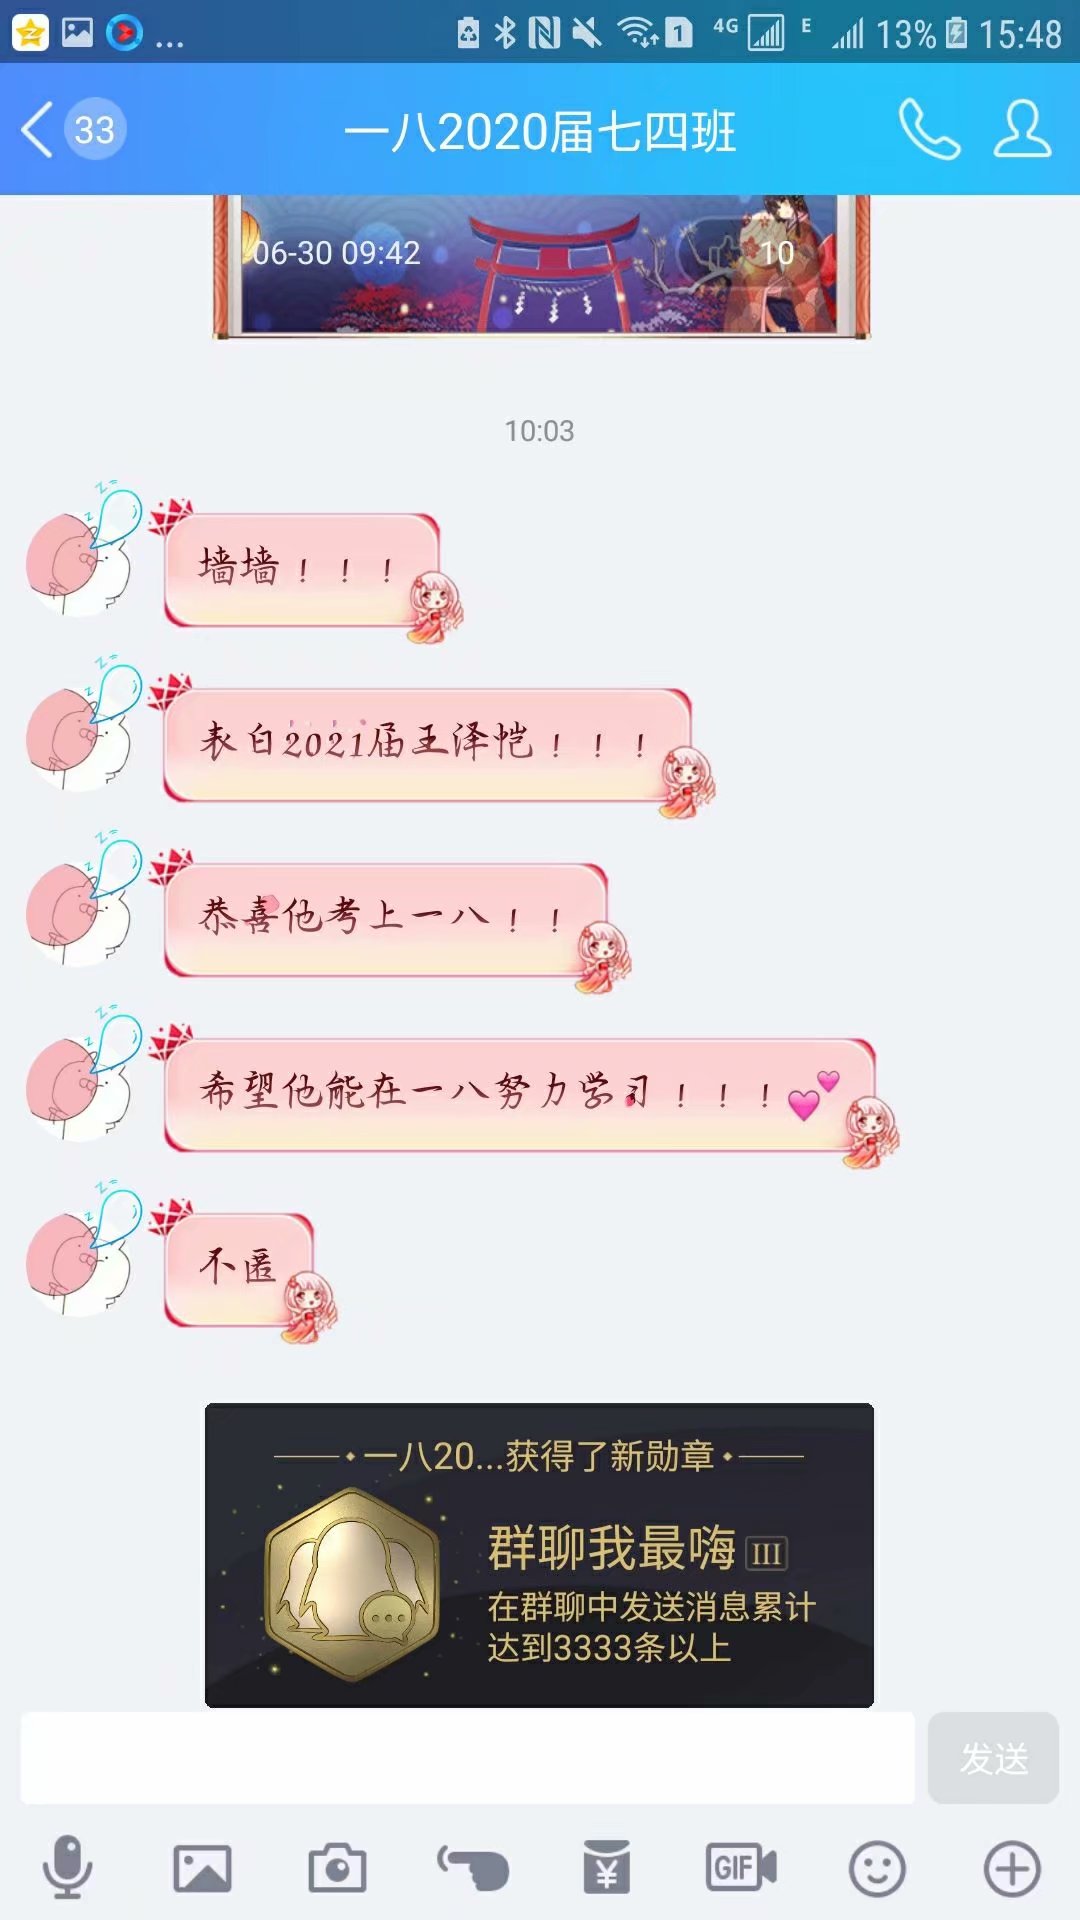 4G
E
13%
15:48
33
一八2020届七四班
06-30 09:42
10
10:03
墙墙！！！
表白2021届王泽恺！！！
恭喜他考上一八！！
希望他能在一八努力学习！！！💕
不匿
一八20...获得了新勋章
群聊我最嗨 III
在群聊中发送消息累计
达到3333条以上
发送
GIF